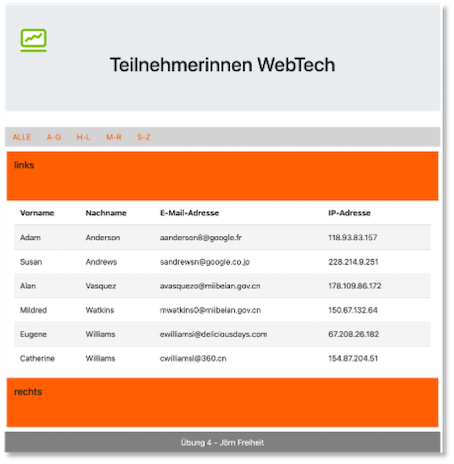 Teilnehmerinnen WebTech
ALLE A-G H-L M-R S-Z
links
Vorname Nachname E-Mail-Adresse IP-Adresse
Adam Anderson aanderson8@google.fr 118.93.83.157
Susan Andrews sandrewsn@google.co.jp 228.214.9.251
Alan Vasquez avasquezo@miibeian.gov.cn 178.109.86.172
Mildred Watkins mwatkins0@miibeian.gov.cn 150.67.132.64
Eugene Williams ewilliamsi@deliciousdays.com 67.208.26.182
Catherine Williams cwilliamsl@360.cn 154.87.204.51
rechts
Übung 4 - Jörn Freiheit